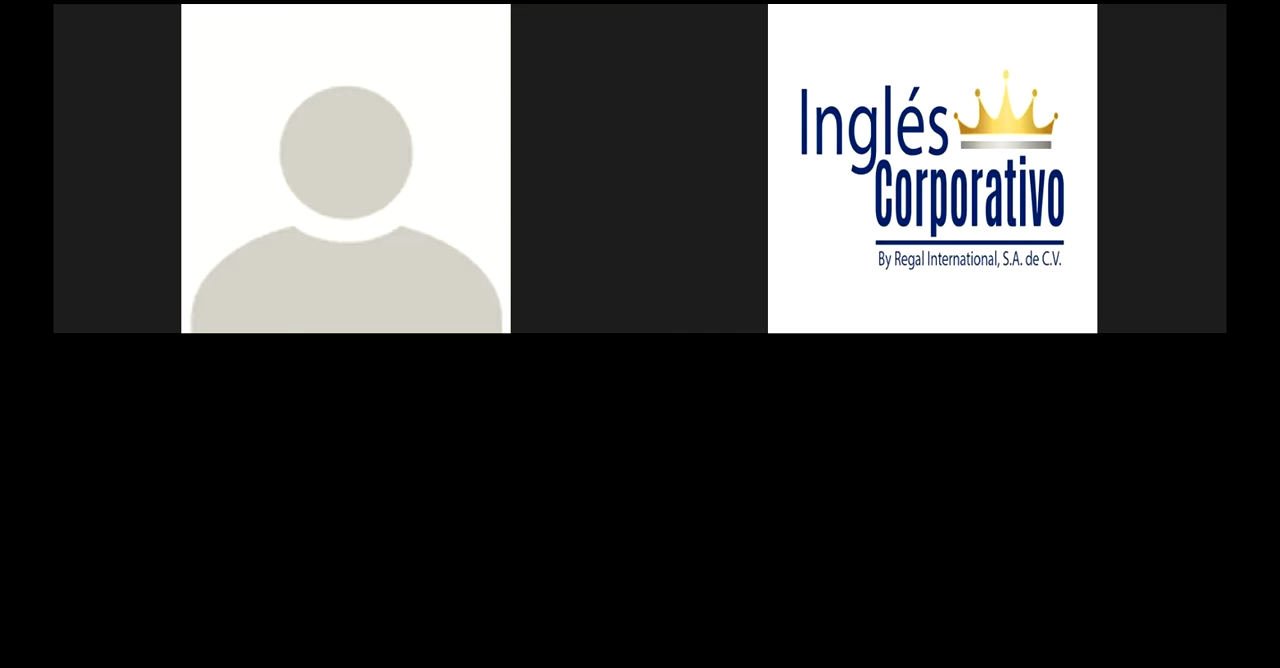 Inglés
Corporativo
By Regal International, S.A. de C.V.